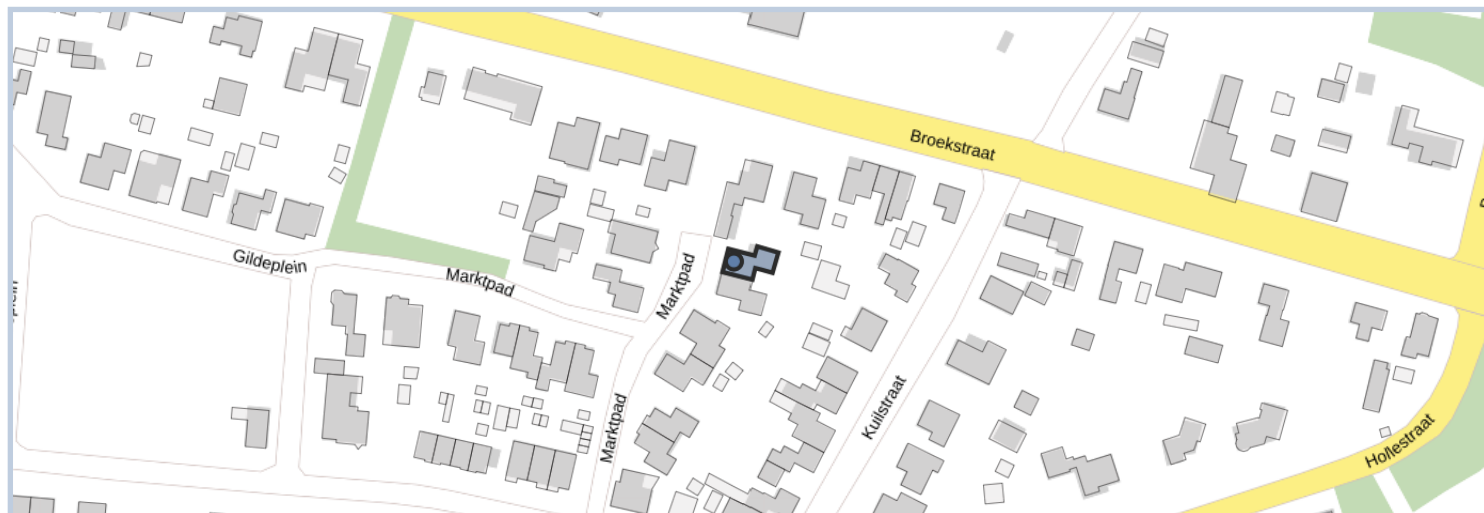 Broekstraat
Gildeplein
Marktpad
Marktpad
Kuilstraat
Marktpad
Hoflestraat